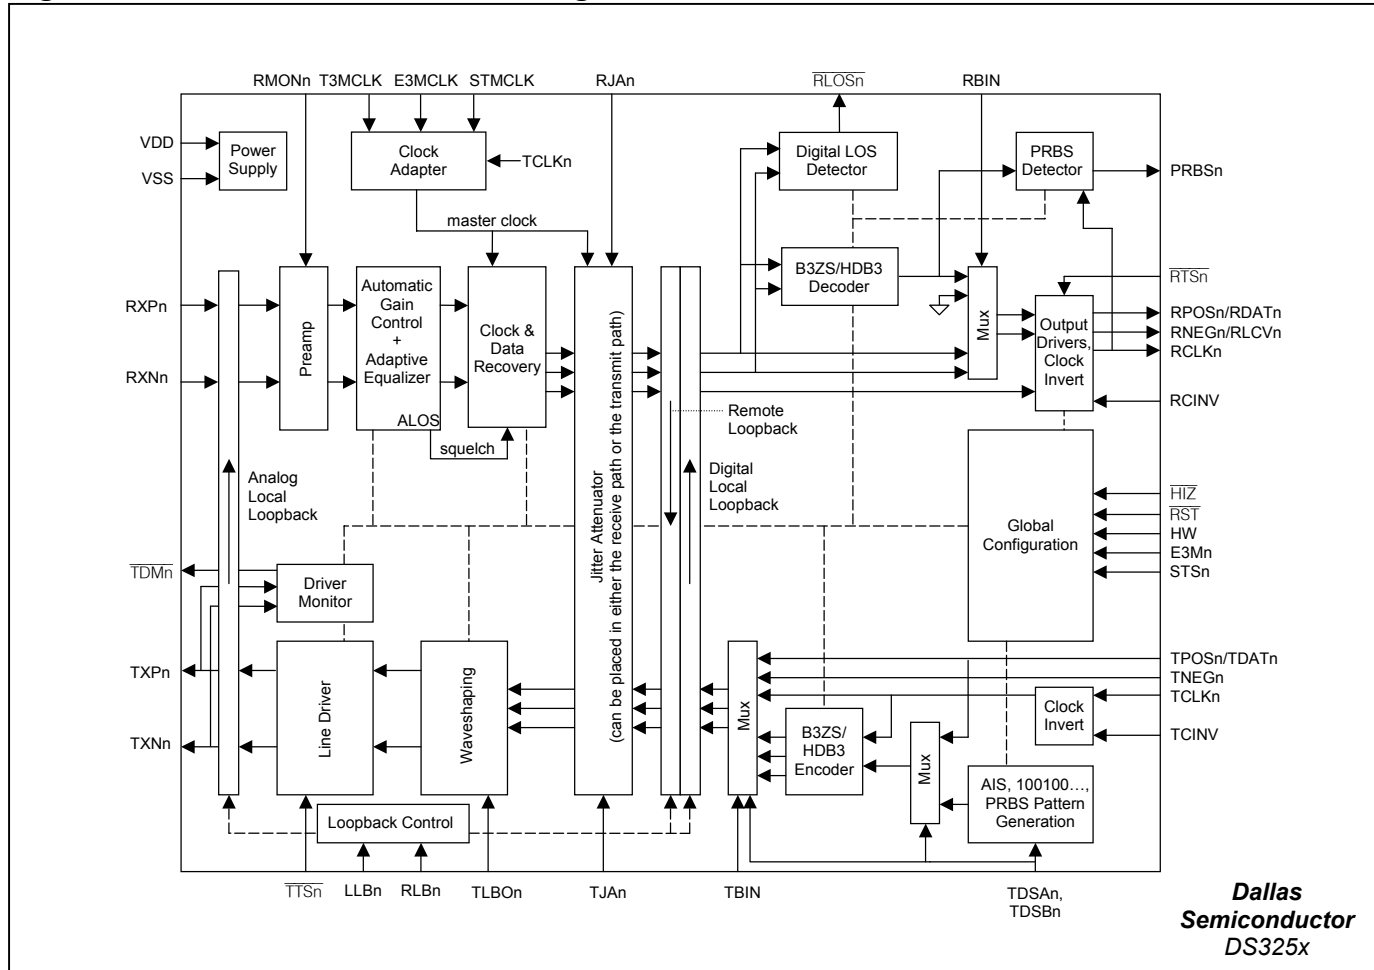 RMONn T3MCLK E3MCLK STMCLK RJAn RLOSn RBIN
VDD
VSS
Power
Supply
Clock
Adapter
TCLKn
Digital LOS
Detector
PRBS
Detector
PRBSn
master clock
RXPn
RXNn
Preamp
Automatic
Gain
Control
+
Adaptive
Equalizer
ALOS
squelch
Clock &
Data
Recovery
B3ZS/HDB3
Decoder
Mux
Output
Drivers,
Clock
Invert
RTSn
RPOSn/RDATn
RNEGn/RLCVn
RCLKn
RCINV
Remote
Loopback
Analog
Local
Loopback
Jitter Attenuator
(can be placed in either the receive path or the transmit path)
Digital
Local
Loopback
Global
Configuration
HIZ
RST
HW
E3Mn
STSn
TDMn
Driver
Monitor
TXPn
TXNn
Line Driver
Waveshaping
Mux
B3ZS/
HDB3
Encoder
Mux
Clock
Invert
AIS, 100100…,
PRBS Pattern
Generation
TPOSn/TDATn
TNEGn
TCLKn
TCINV
Loopback Control
TTSn LLBn RLBn TLBOn TJAn TBIN TDSAn,
TDSBn
Dallas
Semiconductor
DS325x